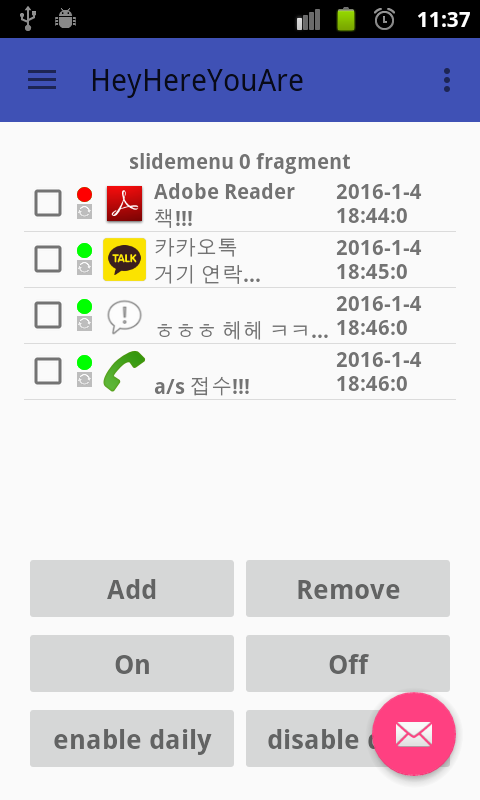 11:37
HeyHereYouAre
slidemenu 0 fragment
Adobe Reader
책!!!
2016-1-4
18:44:0
TALK
카카오톡
거기 연락...
2016-1-4
18:45:0
ㅎㅎㅎ 헤헤 ㅋㅋ...
2016-1-4
18:46:0
a/s 접수!!!
2016-1-4
18:46:0
Add
Remove
On
Off
enable daily
disable